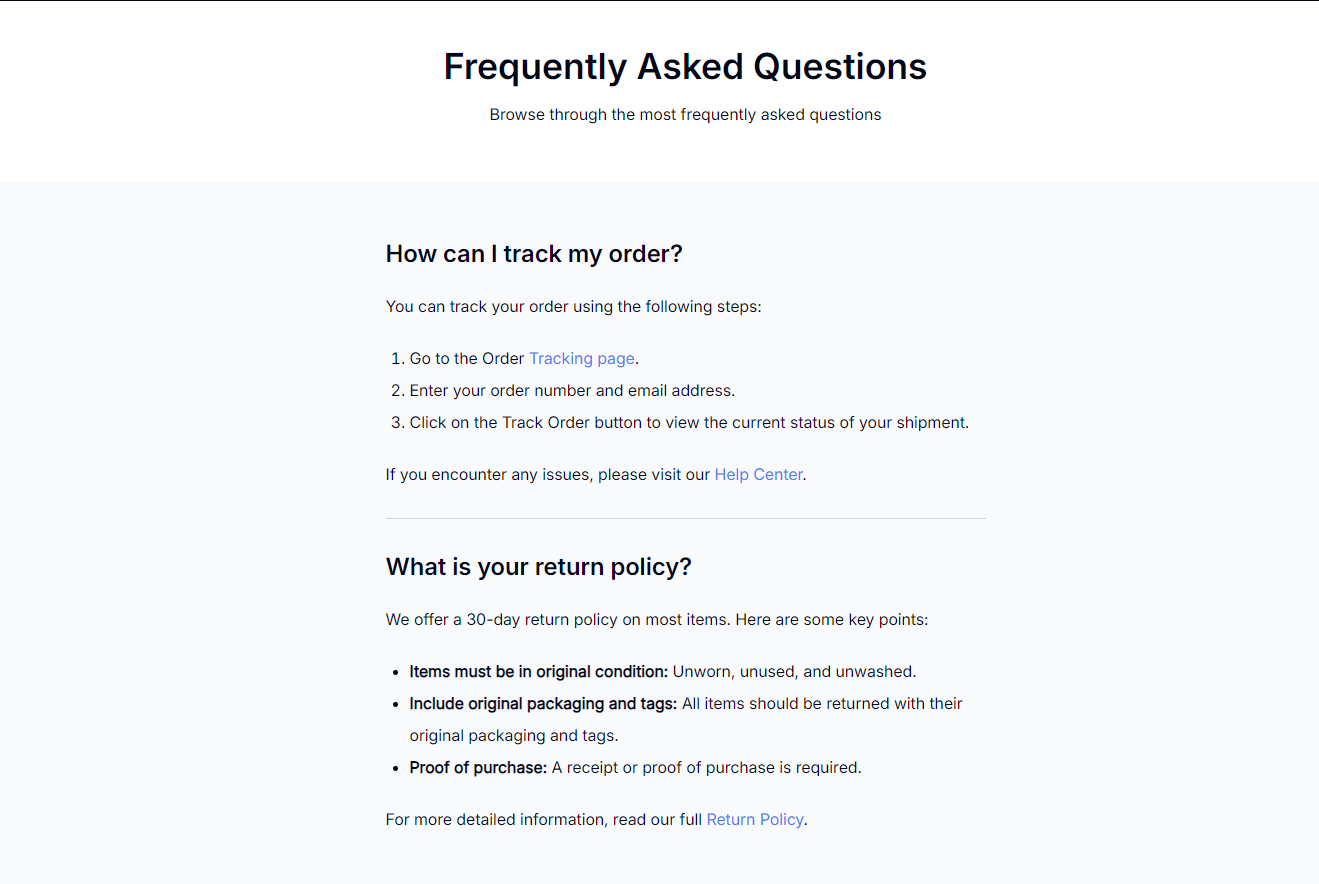 Frequently Asked Questions
Browse through the most frequently asked questions
How can I track my order?
You can track your order using the following steps:
1. Go to the Order Tracking page.
2. Enter your order number and email address.
3. Click on the Track Order button to view the current status of your shipment.
If you encounter any issues, please visit our Help Center.
What is your return policy?
We offer a 30-day return policy on most items. Here are some key points:
• Items must be in original condition: Unworn, unused, and unwashed.
• Include original packaging and tags: All items should be returned with their
original packaging and tags.
• Proof of purchase: A receipt or proof of purchase is required.
For more detailed information, read our full Return Policy.